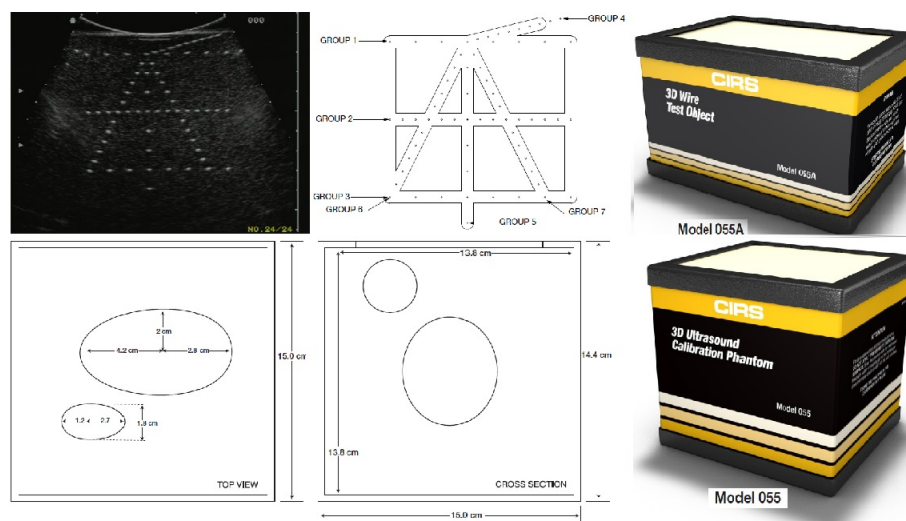 000
NO.24/24
GROUP 1
GROUP 2
GROUP 3
GROUP 6
GROUP 4
GROUP 5
GROUP 7
CIRS
3D Wire
Test Object
Model 055A
Model 055A
2 cm
4.2 cm
2.8 cm
1.2
2.7
1.8 cm
15.0 cm
TOP VIEW
13.8 cm
13.8 cm
14.4 cm
CROSS SECTION
15.0 cm
CIRS
3D Ultrasound
Calibration Phantom
Model 055
Model 055